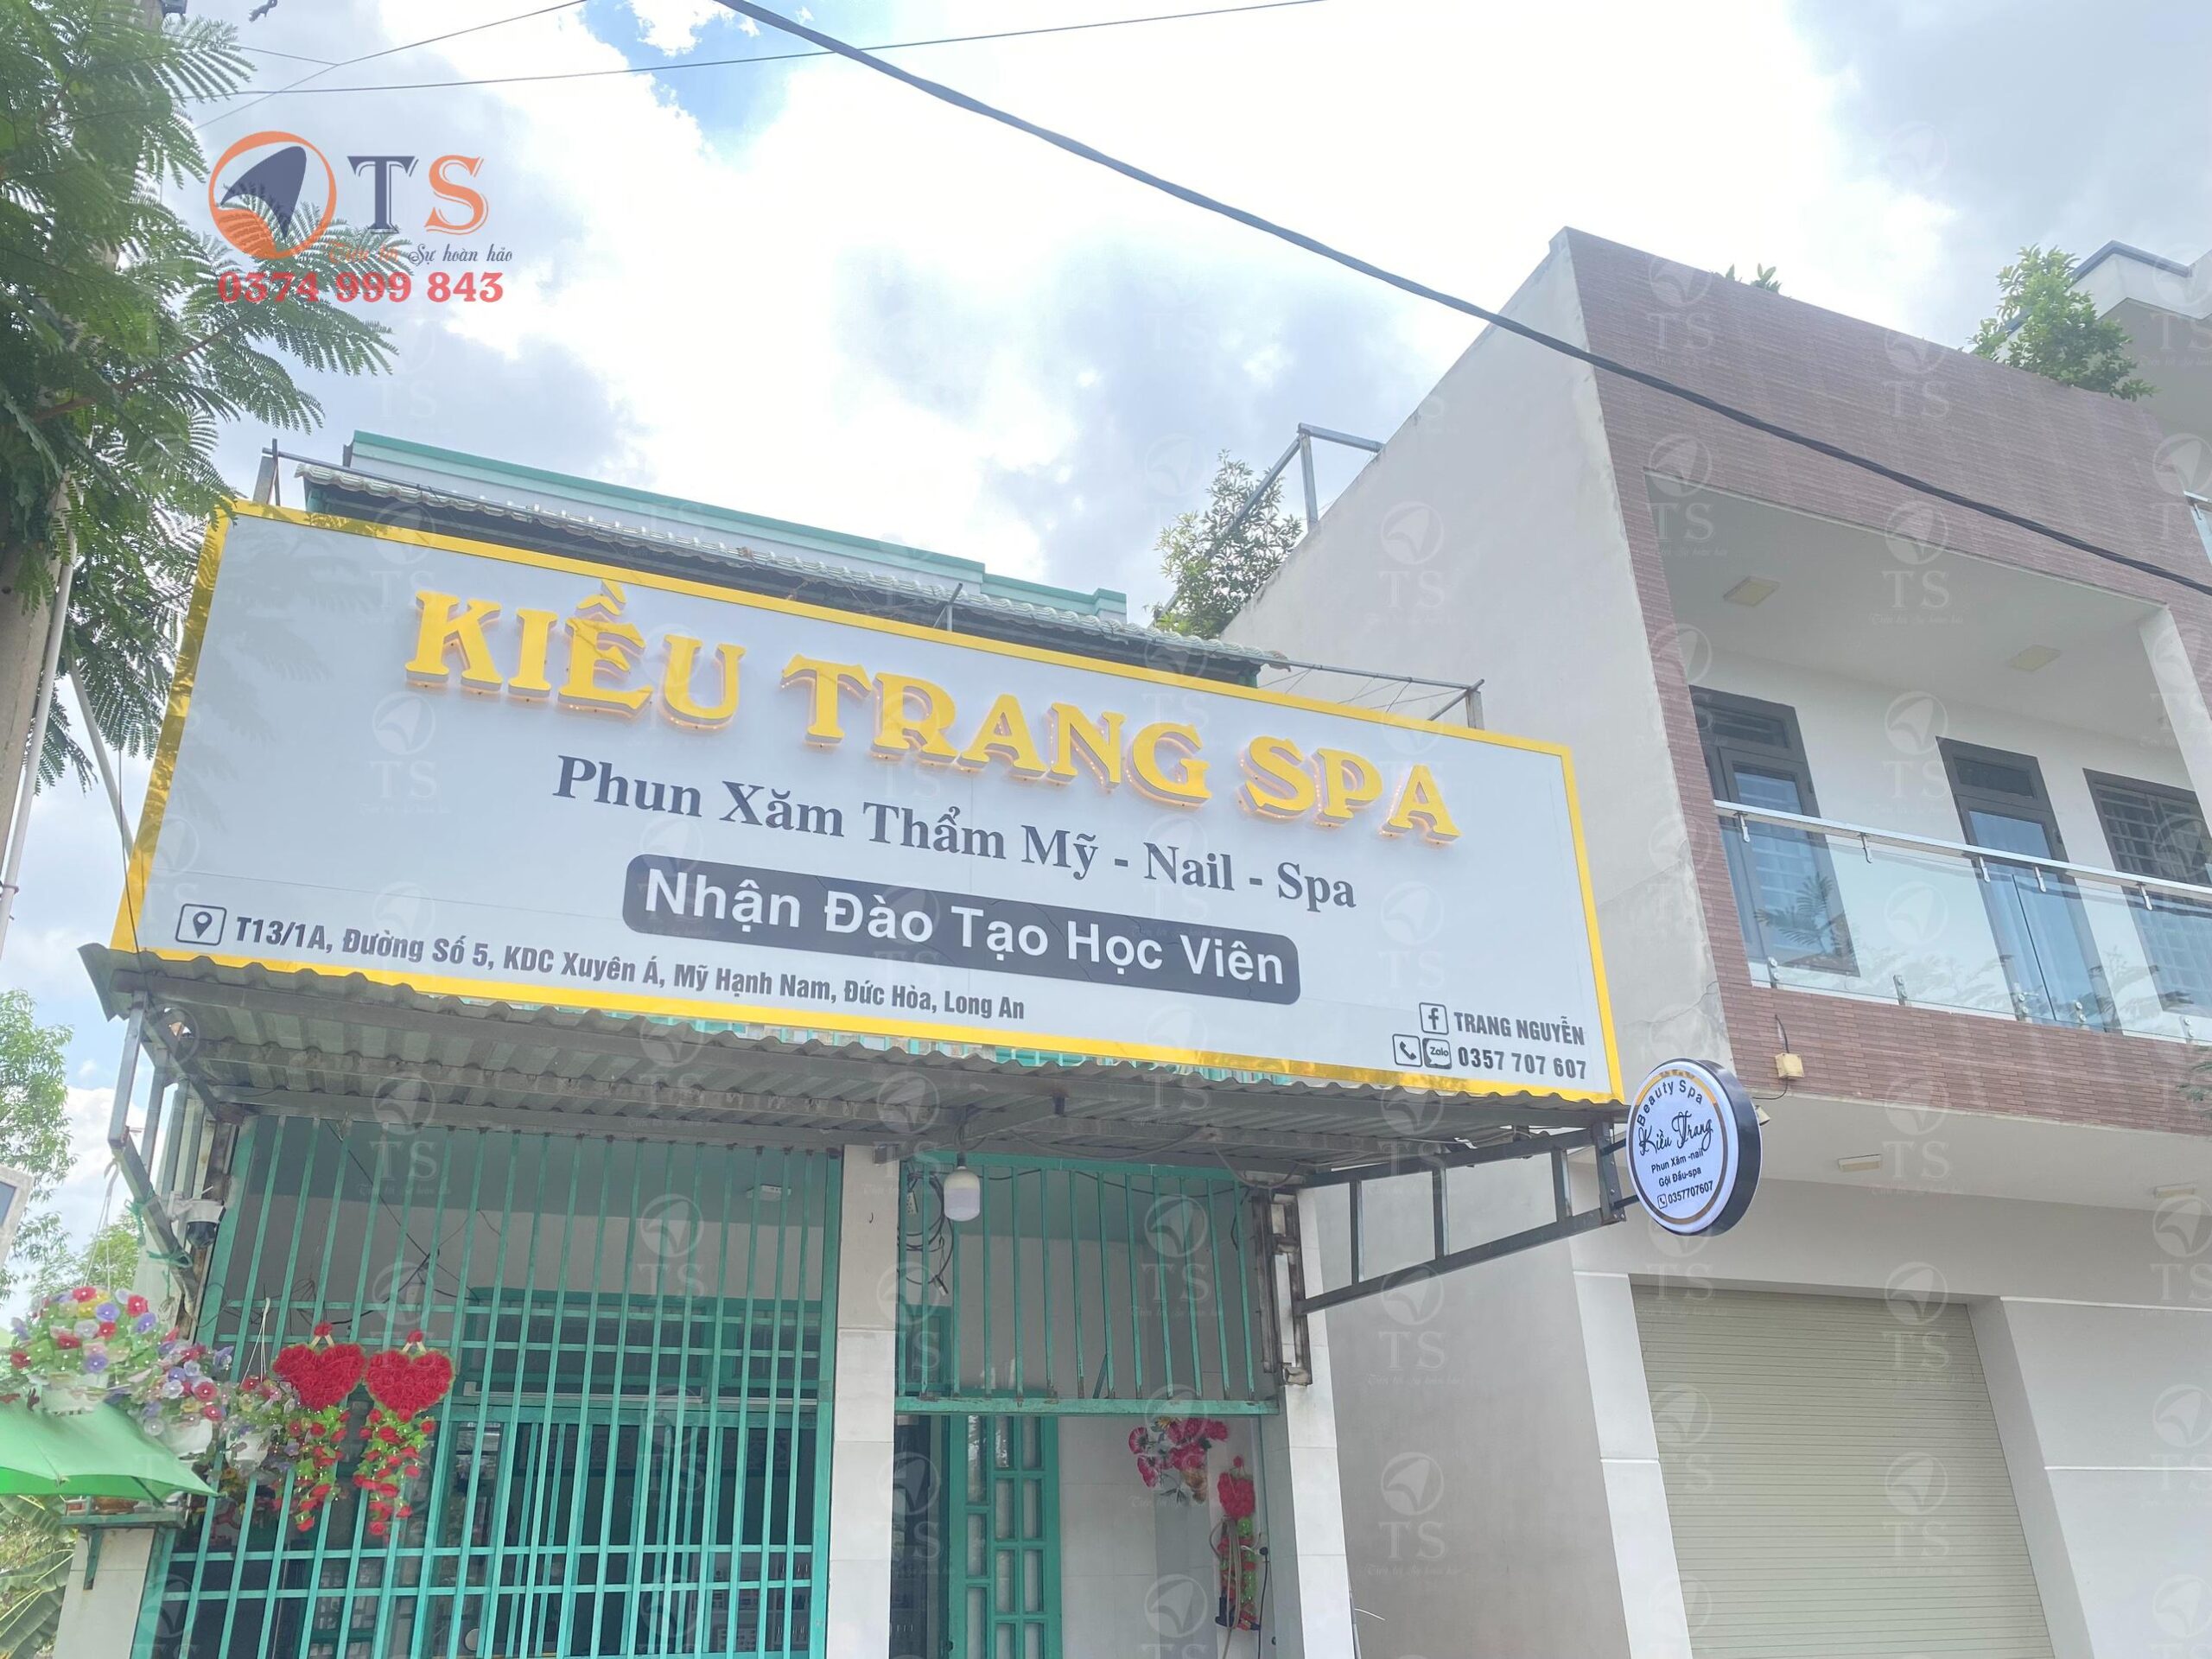 TS
Sự hoàn hảo
0374 999 843
KIỀU TRANG SPA
Phun Xăm Thẩm Mỹ - Nail - Spa
Nhận Đào Tạo Học Viên
T13/1A, Đường Số 5, KDC Xuyên Á, Mỹ Hạnh Nam, Đức Hòa, Long An
TRANG NGUYỄN
Zalo 0357 707 607
Beauty Spa
Kiều Trang
Phun Xăm -nail
Gội Đầu-spa
0357707607